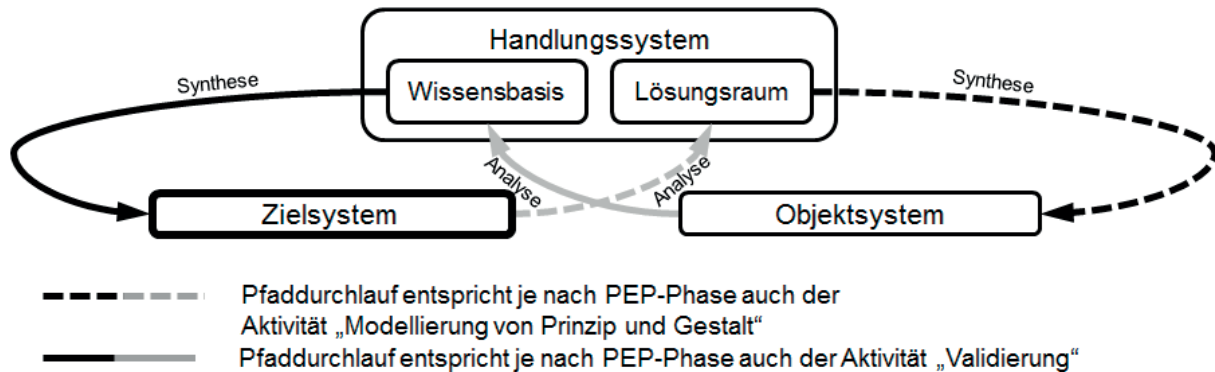 Handlungssystem
Synthese
Wissensbasis
Lösungsraum
Synthese
Analyse
Analyse
Zielsystem
Objektsystem
Pfaddurchlauf entspricht je nach PEP-Phase auch der
Aktivität „Modellierung von Prinzip und Gestalt“
Pfaddurchlauf entspricht je nach PEP-Phase auch der Aktivität „Validierung“